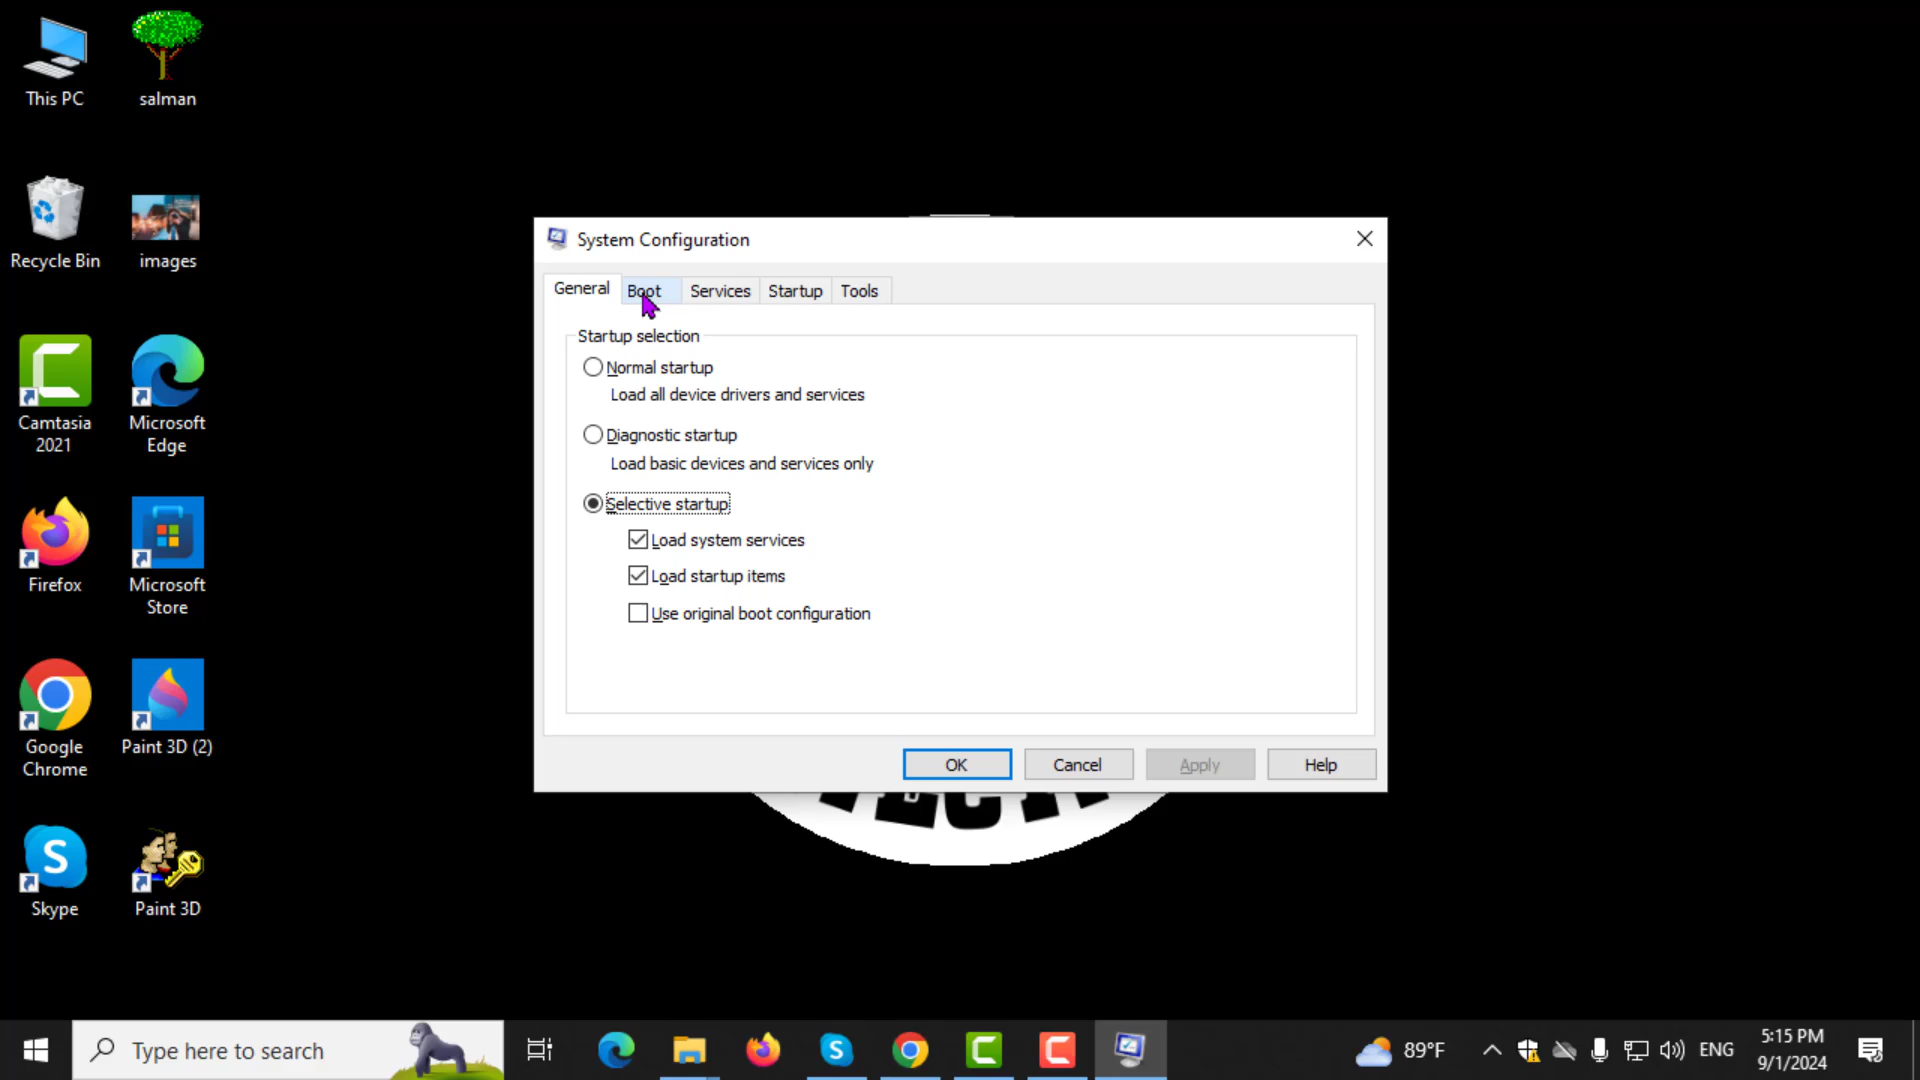 This PC
salman
Recycle Bin
images
Camtasia
2021
Microsoft
Edge
Firefox
Microsoft
Store
Google
Chrome
Paint 3D (2)
Skype
Paint 3D
System Configuration
General Boot Services Startup Tools
Startup selection
Normal startup
Load all device drivers and services
Diagnostic startup
Load basic devices and services only
Selective startup
Load system services
Load startup items
Use original boot configuration
OK Cancel Apply Help
Type here to search
89°F
ENG
5:15 PM
9/1/2024